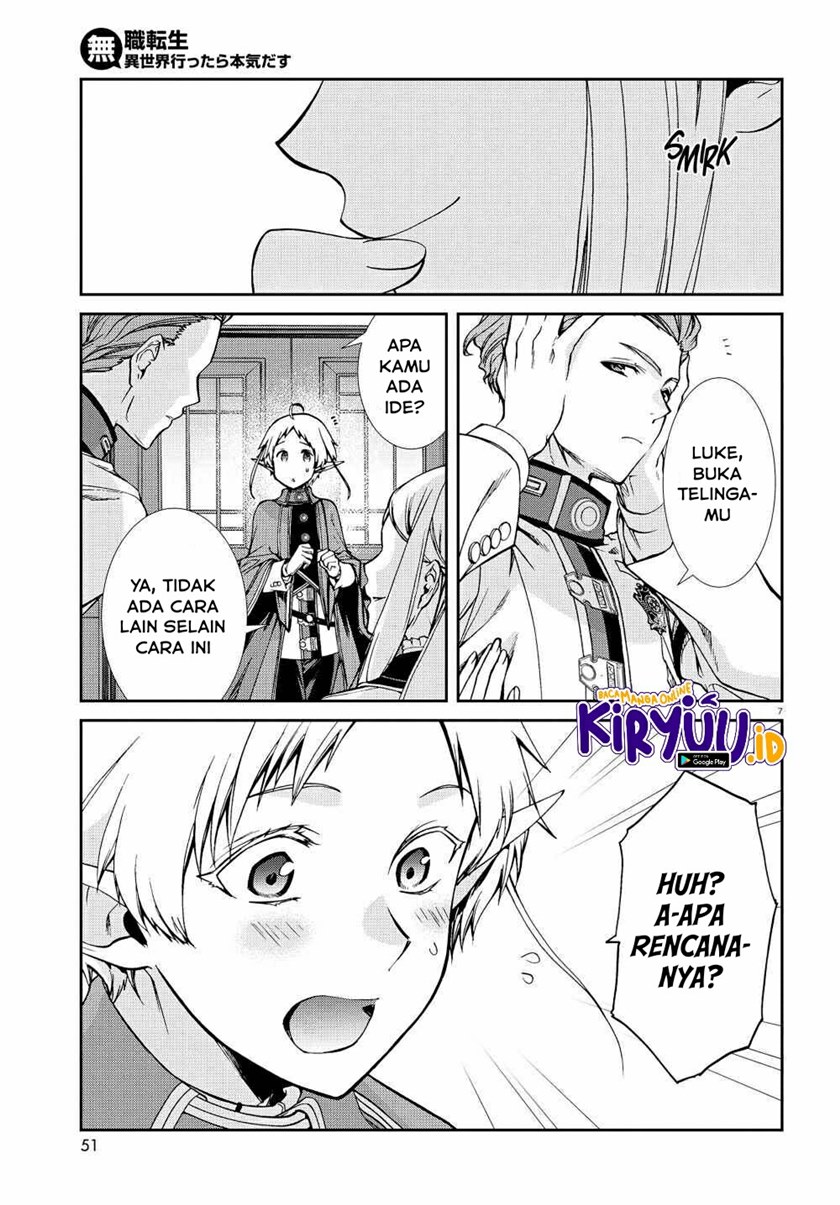 無職転生
異世界行ったら本気だす
SMIRK
LUKE,
BUKA
TELINGA-
MU
APA
KAMU
ADA
IDE?
YA, TIDAK
ADA CARA
LAIN SELAIN
CARA INI
7
BACA MANGA ONLINE
KIRYUU.iD
Google Play
HUH?
A-APA
RENCANA-
NYA?
51